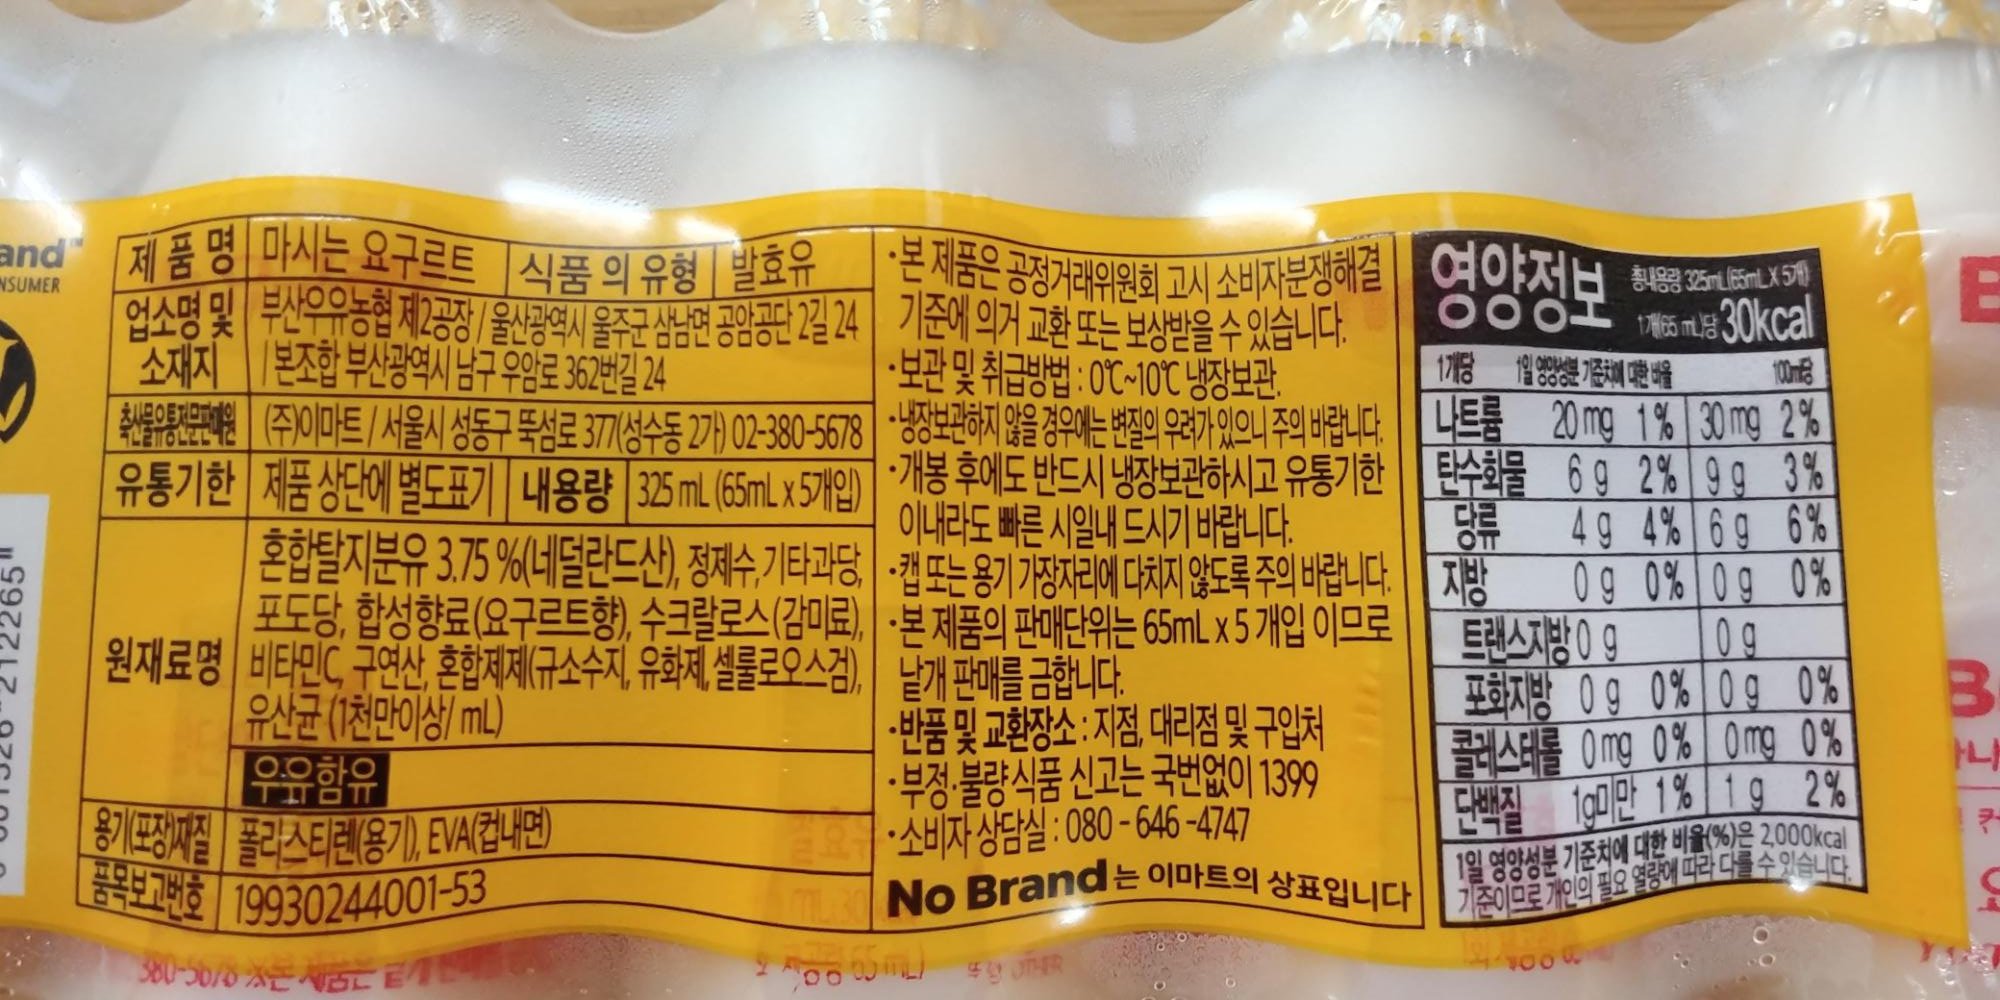 and™
NSUMER
제품명 마시는 요구르트 식품의 유형 발효유
업소명 및 소재지 부산우유농협 제2공장 / 울산광역시 울주군 삼남면 공암공단 2길 24
/ 본조합 부산광역시 남구 우암로 362번길 24
축산물유통전문판매원 (주)이마트 / 서울시 성동구 뚝섬로 377(성수동 2가) 02-380-5678
유통기한 제품 상단에 별도표기 내용량 325 mL (65mL x 5개입)
원재료명 혼합탈지분유 3.75 %(네덜란드산), 정제수, 기타과당,
포도당, 합성향료(요구르트향), 수크랄로스(감미료),
비타민C, 구연산, 혼합제제(규소수지, 유화제, 셀룰로오스검),
유산균 (1천만이상/ mL)
우유함유
용기(포장)재질 폴리스티렌(용기), EVA(컵내면)
품목보고번호 19930244001-53
·본 제품은 공정거래위원회 고시 소비자분쟁해결
기준에 의거 교환 또는 보상받을 수 있습니다.
·보관 및 취급방법 : 0℃~10℃ 냉장보관.
·냉장보관하지 않을 경우에는 변질의 우려가 있으니 주의 바랍니다.
·개봉 후에도 반드시 냉장보관하시고 유통기한
이내라도 빠른 시일내 드시기 바랍니다.
·캡 또는 용기 가장자리에 다치지 않도록 주의 바랍니다.
·본 제품의 판매단위는 65mL x 5 개입 이므로
낱개 판매를 금합니다.
·반품 및 교환장소 : 지점, 대리점 및 구입처
·부정·불량식품 신고는 국번없이 1399
·소비자 상담실 : 080 - 646 -4747
No Brand 는 이마트의 상표입니다
영양정보 총 내용량 325mL(65mL X 5개)
1개(65 mL)당 30kcal
1개당 1일 영양성분 기준치에 대한 비율 100ml당
나트륨 20 mg 1% 30 mg 2%
탄수화물 6 g 2% 9 g 3%
당류 4 g 4% 6 g 6%
지방 0 g 0% 0 g 0%
트랜스지방 0 g 0 g
포화지방 0 g 0% 0 g 0%
콜레스테롤 0 mg 0% 0 mg 0%
단백질 1g미만 1% 1 g 2%
1일 영양성분 기준치에 대한 비율(%)은 2,000kcal
기준이므로 개인의 필요 열량에 따라 다를 수 있습니다.
380-5678 ※본 제품은 낱개